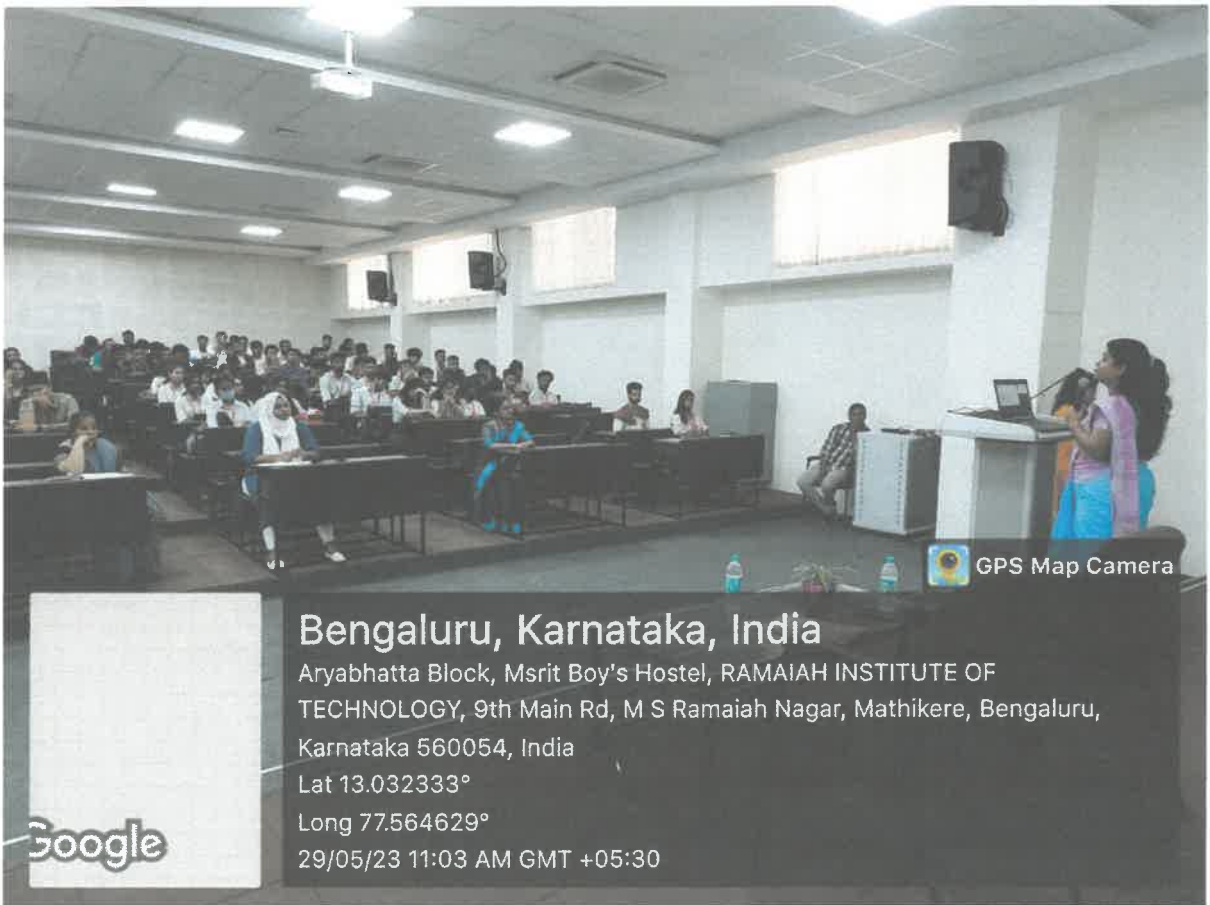 GPS Map Camera
Bengaluru, Karnataka, India
Aryabhatta Block, Msrit Boy's Hostel, RAMAIAH INSTITUTE OF
TECHNOLOGY, 9th Main Rd, M S Ramaiah Nagar, Mathikere, Bengaluru,
Karnataka 560054, India
Lat 13.032333°
Long 77.564629°
29/05/23 11:03 AM GMT +05:30
Google